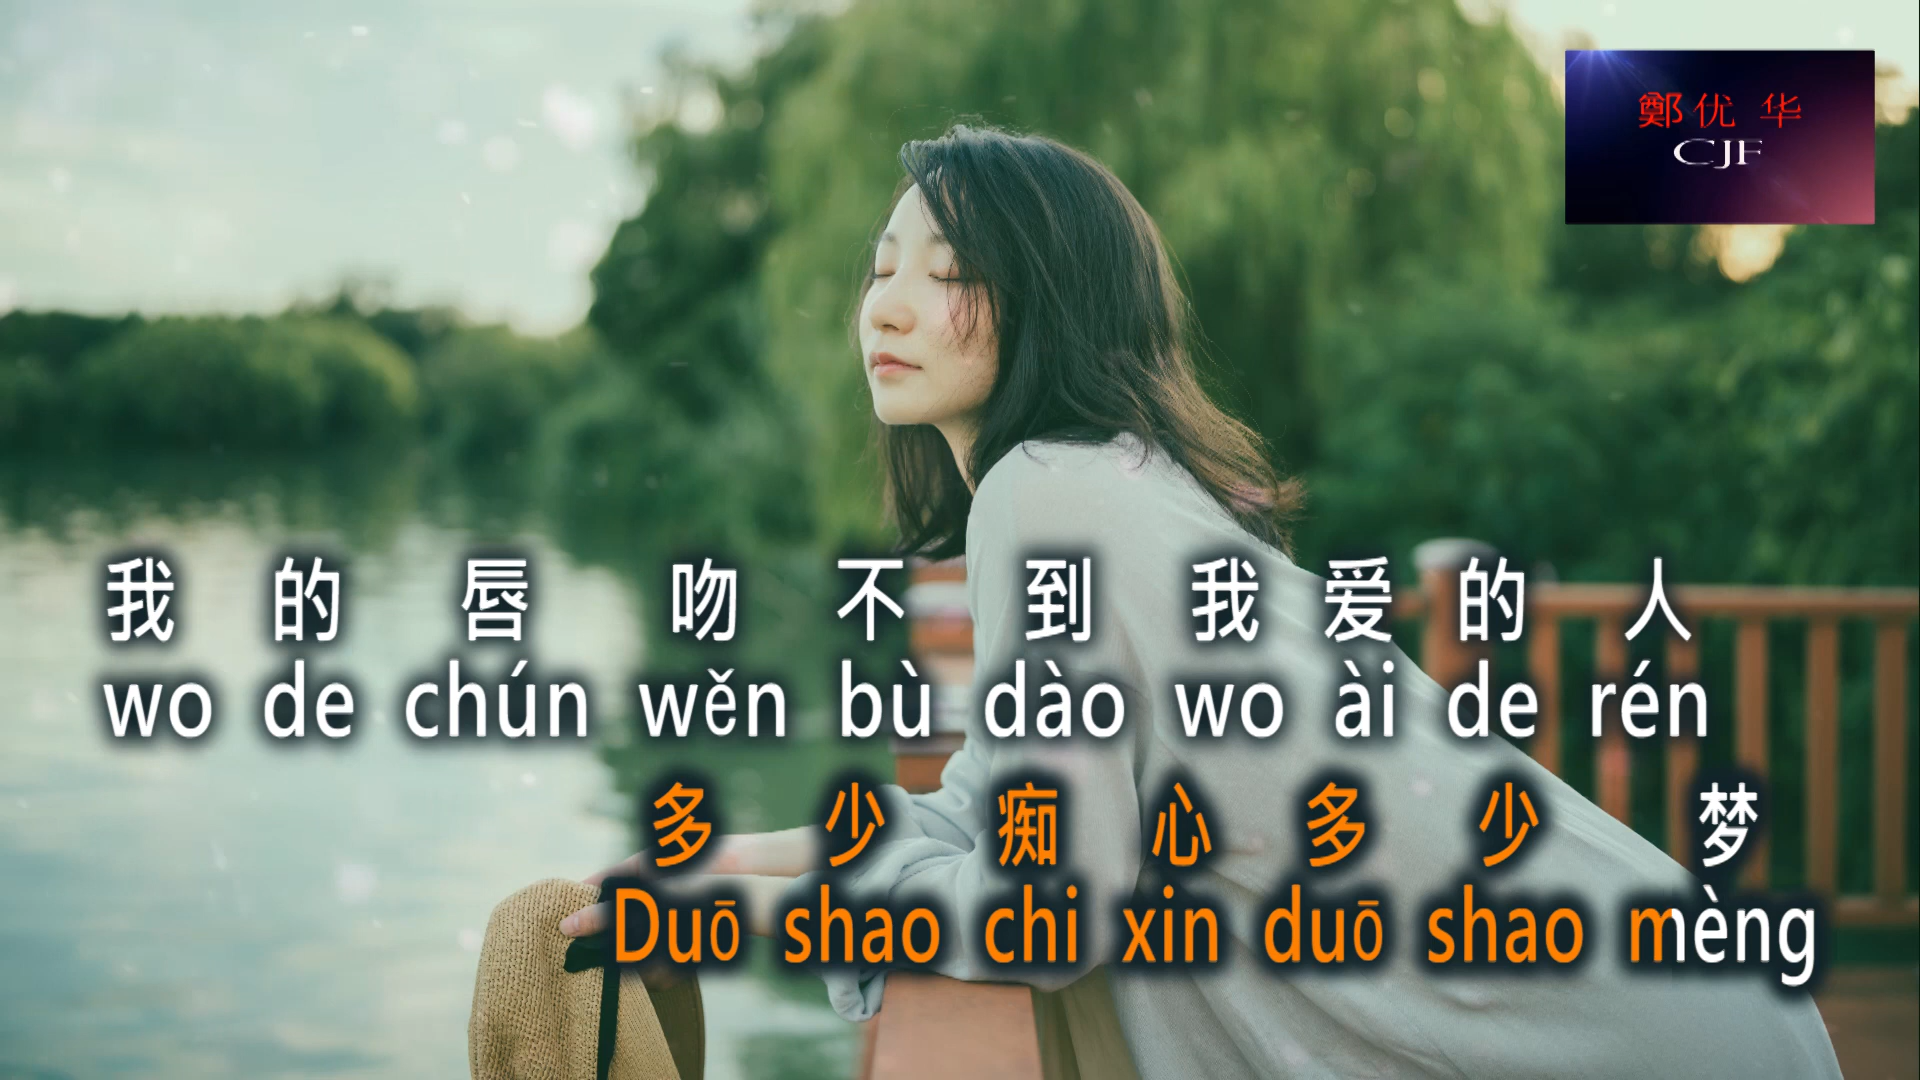 鄭优 华
CJF
我 的 唇 吻 不 到 我 爱 的 人
wo de chún wěn bù dào wo ài de rén
多 少 痴 心 多 少 梦
Duō shao chi xin duō shao mèng